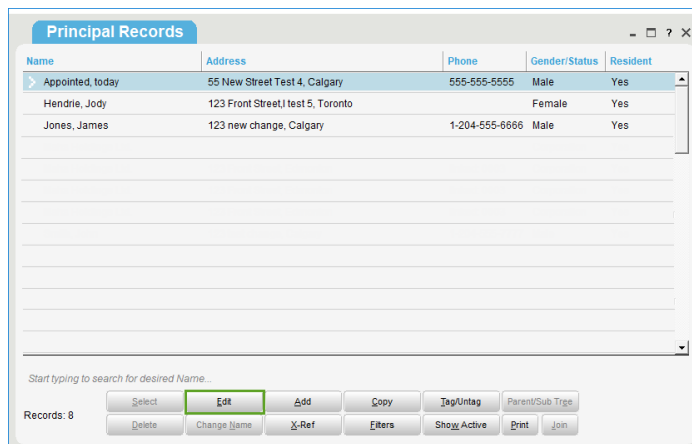 Principal Records
Name Address Phone Gender/Status Resident
Appointed, today 55 New Street Test 4, Calgary 555-555-5555 Male Yes
Hendrie, Jody 123 Front Street,I test 5, Toronto Female Yes
Jones, James 123 new change, Calgary 1-204-555-6666 Male Yes
Start typing to search for desired Name...
Select Edit Add Copy Tag/Untag Parent/Sub Tree
Records: 8
Delete Change Name X-Ref Filters Show Active Print Join